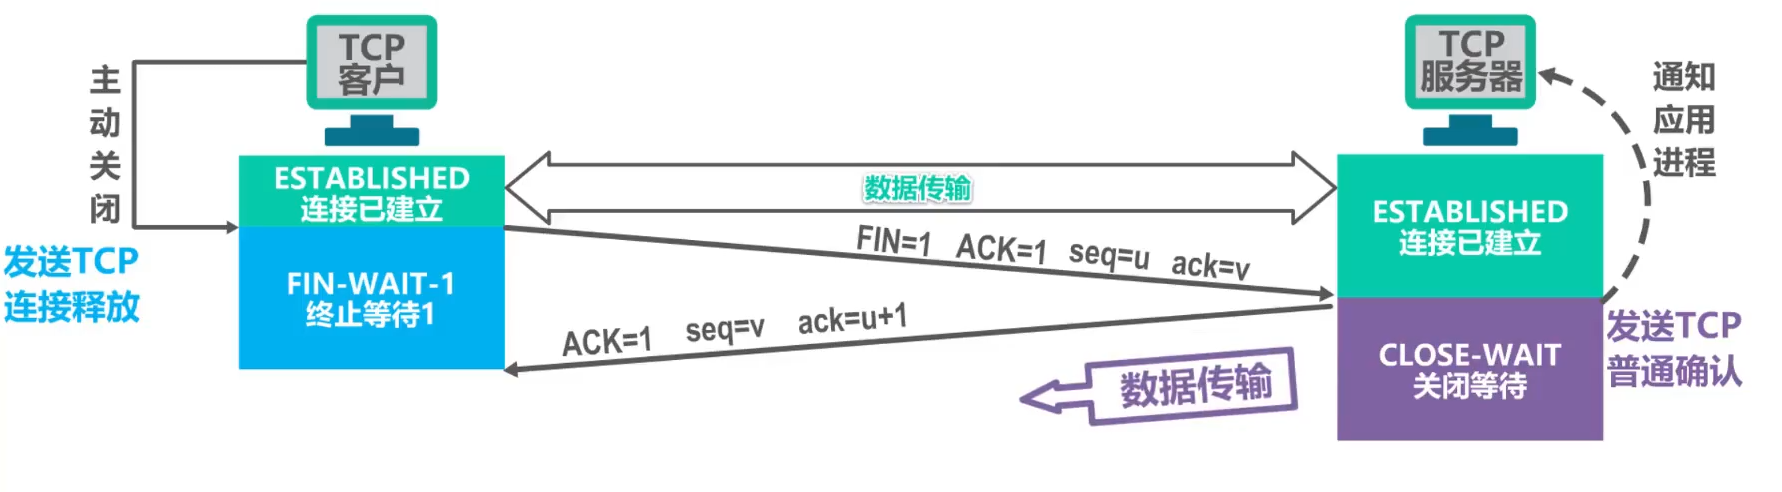 TCP
客户
TCP
服务器
主动关闭
通知应用进程
ESTABLISHED
连接已建立
数据传输
ESTABLISHED
连接已建立
发送TCP
连接释放
FIN=1 ACK=1 seq=u ack=v
FIN-WAIT-1
终止等待1
ACK=1 seq=v ack=u+1
CLOSE-WAIT
关闭等待
发送TCP
普通确认
数据传输